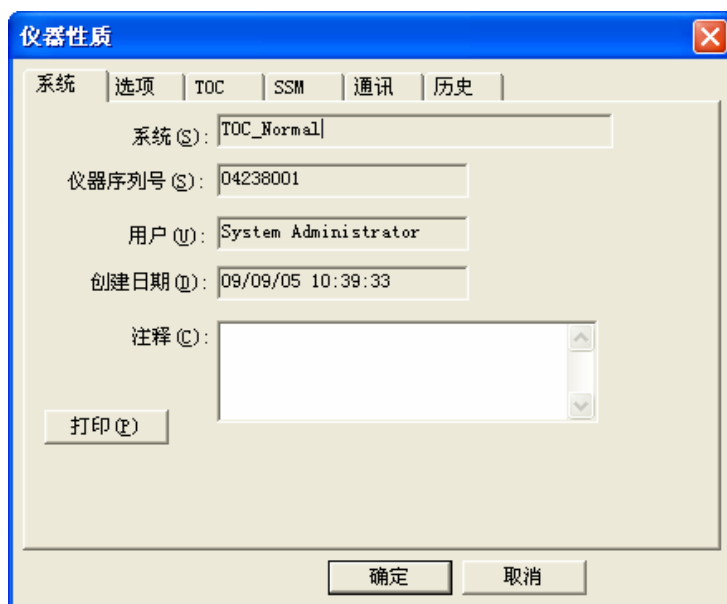 仪器性质
系统 选项 TOC SSM 通讯 历史
系统(S): TOC_Normal
仪器序列号(S): 04238001
用户(U): System Administrator
创建日期(D): 09/09/05 10:39:33
注释(C):
打印(P)
确定 取消